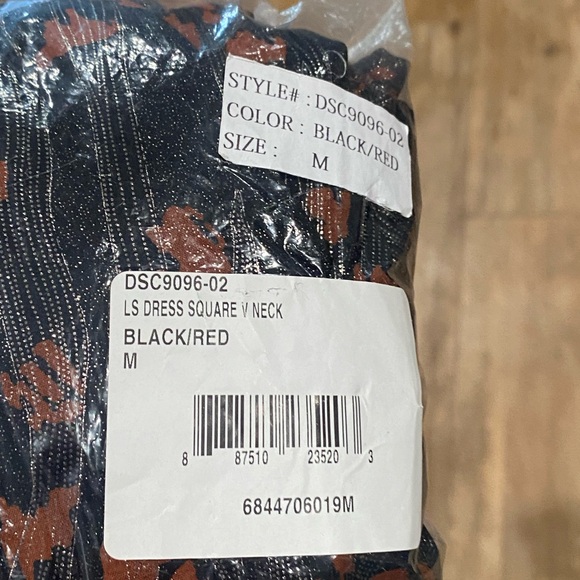 STYLE# : DSC9096-02
COLOR : BLACK/RED
SIZE : M
DSC9096-02
LS DRESS SQUARE V NECK
BLACK/RED
M
8 87510 23520 3
6844706019M